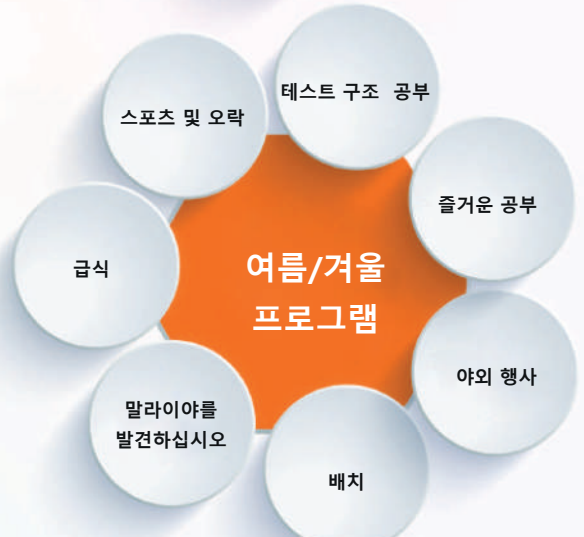 테스트 구조 공부
스포츠 및 오락
즐거운 공부
급식
여름/겨울
프로그램
야외 행사
말라이야를
발견하십시오
배치